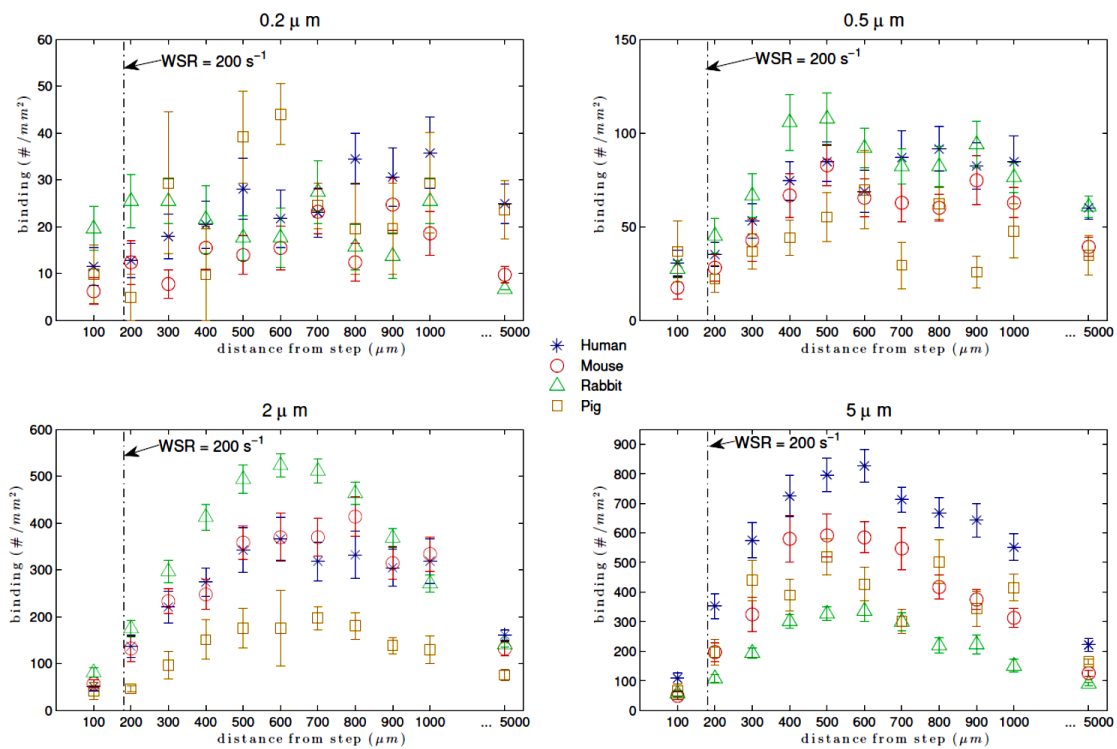 0.2 μ m
60
50
40
30
20
10
0
binding (#/mm²)
WSR = 200 s⁻¹
100 200 300 400 500 600 700 800 900 1000 ... 5000
distance from step (μm)
0.5 μ m
150
100
50
0
binding (#/mm²)
WSR = 200 s⁻¹
100 200 300 400 500 600 700 800 900 1000 ... 5000
distance from step (μm)
Human
Mouse
Rabbit
Pig
2 μ m
600
500
400
300
200
100
0
binding (#/mm²)
WSR = 200 s⁻¹
100 200 300 400 500 600 700 800 900 1000 ... 5000
distance from step (μm)
5 μ m
900
800
700
600
500
400
300
200
100
0
binding (#/mm²)
WSR = 200 s⁻¹
100 200 300 400 500 600 700 800 900 1000 ... 5000
distance from step (μm)